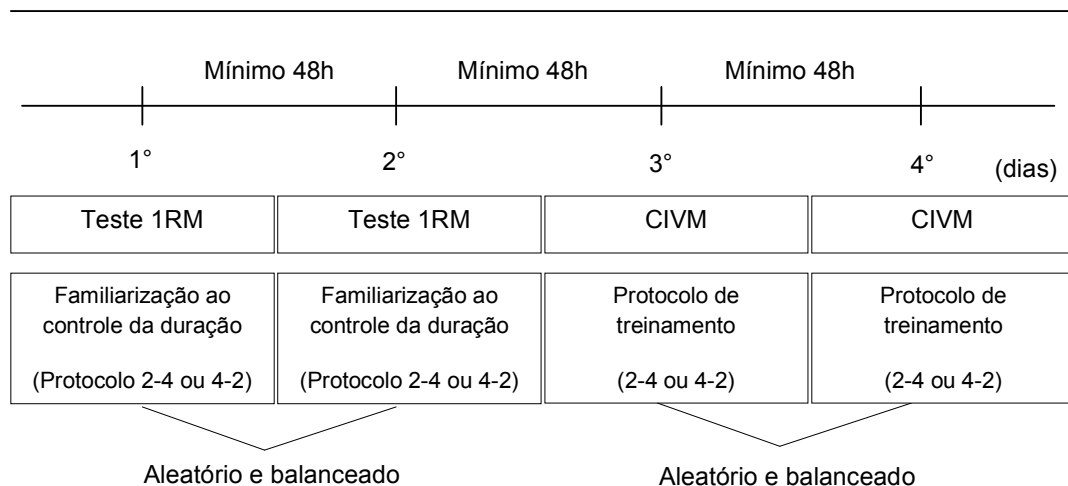 Mínimo 48h
Mínimo 48h
Mínimo 48h
1°
2°
3°
4°
(dias)
Teste 1RM
Teste 1RM
CIVM
CIVM
Familiarização ao
controle da duração
(Protocolo 2-4 ou 4-2)
Familiarização ao
controle da duração
(Protocolo 2-4 ou 4-2)
Protocolo de
treinamento
(2-4 ou 4-2)
Protocolo de
treinamento
(2-4 ou 4-2)
Aleatório e balanceado
Aleatório e balanceado